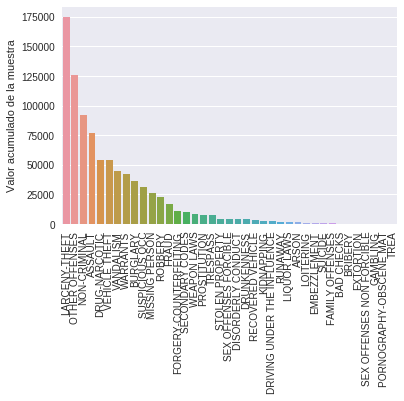 175000
150000
125000
100000
75000
50000
25000
0
Valor acumulado de la muestra
LARCENY-THEFT
OTHER OFFENSES
NON-CRIMINAL
ASSAULT
DRUG-NARCOTIC
VEHICLE THEFT
VANDALISM
WARRANTS
BURGLARY
SUSPICIOUS OCC
MISSING PERSON
ROBBERY
FRAUD
FORGERY-COUNTERFEITING
SECONDARY CODES
WEAPON LAWS
PROSTITUTION
TRESPASS
STOLEN PROPERTY
SEX OFFENSES FORCIBLE
DISORDERLY CONDUCT
DRUNKENNESS
RECOVERED VEHICLE
KIDNAPPING
DRIVING UNDER THE INFLUENCE
RUNAWAY
LIQUOR LAWS
ARSON
LOITERING
EMBEZZLEMENT
SUICIDE
FAMILY OFFENSES
BAD CHECKS
BRIBERY
EXTORTION
SEX OFFENSES NON FORCIBLE
GAMBLING
PORNOGRAPHY-OBSCENE MAT
TREA